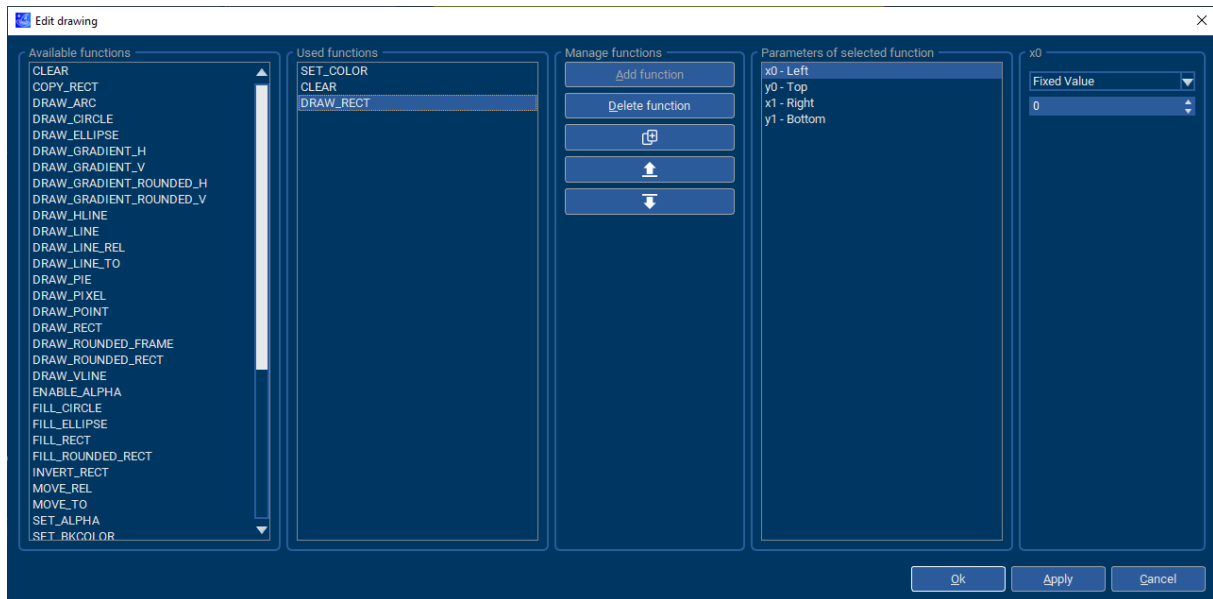 Edit drawing
Available functions
CLEAR
COPY_RECT
DRAW_ARC
DRAW_CIRCLE
DRAW_ELLIPSE
DRAW_GRADIENT_H
DRAW_GRADIENT_V
DRAW_GRADIENT_ROUNDED_H
DRAW_GRADIENT_ROUNDED_V
DRAW_HLINE
DRAW_LINE
DRAW_LINE_REL
DRAW_LINE_TO
DRAW_PIE
DRAW_PIXEL
DRAW_POINT
DRAW_RECT
DRAW_ROUNDED_FRAME
DRAW_ROUNDED_RECT
DRAW_VLINE
ENABLE_ALPHA
FILL_CIRCLE
FILL_ELLIPSE
FILL_RECT
FILL_ROUNDED_RECT
INVERT_RECT
MOVE_REL
MOVE_TO
SET_ALPHA
SET_BKCOLOR
Used functions
SET_COLOR
CLEAR
DRAW_RECT
Manage functions
Add function
Delete function
Parameters of selected function
x0 - Left
y0 - Top
x1 - Right
y1 - Bottom
x0
Fixed Value
0
Ok
Apply
Cancel